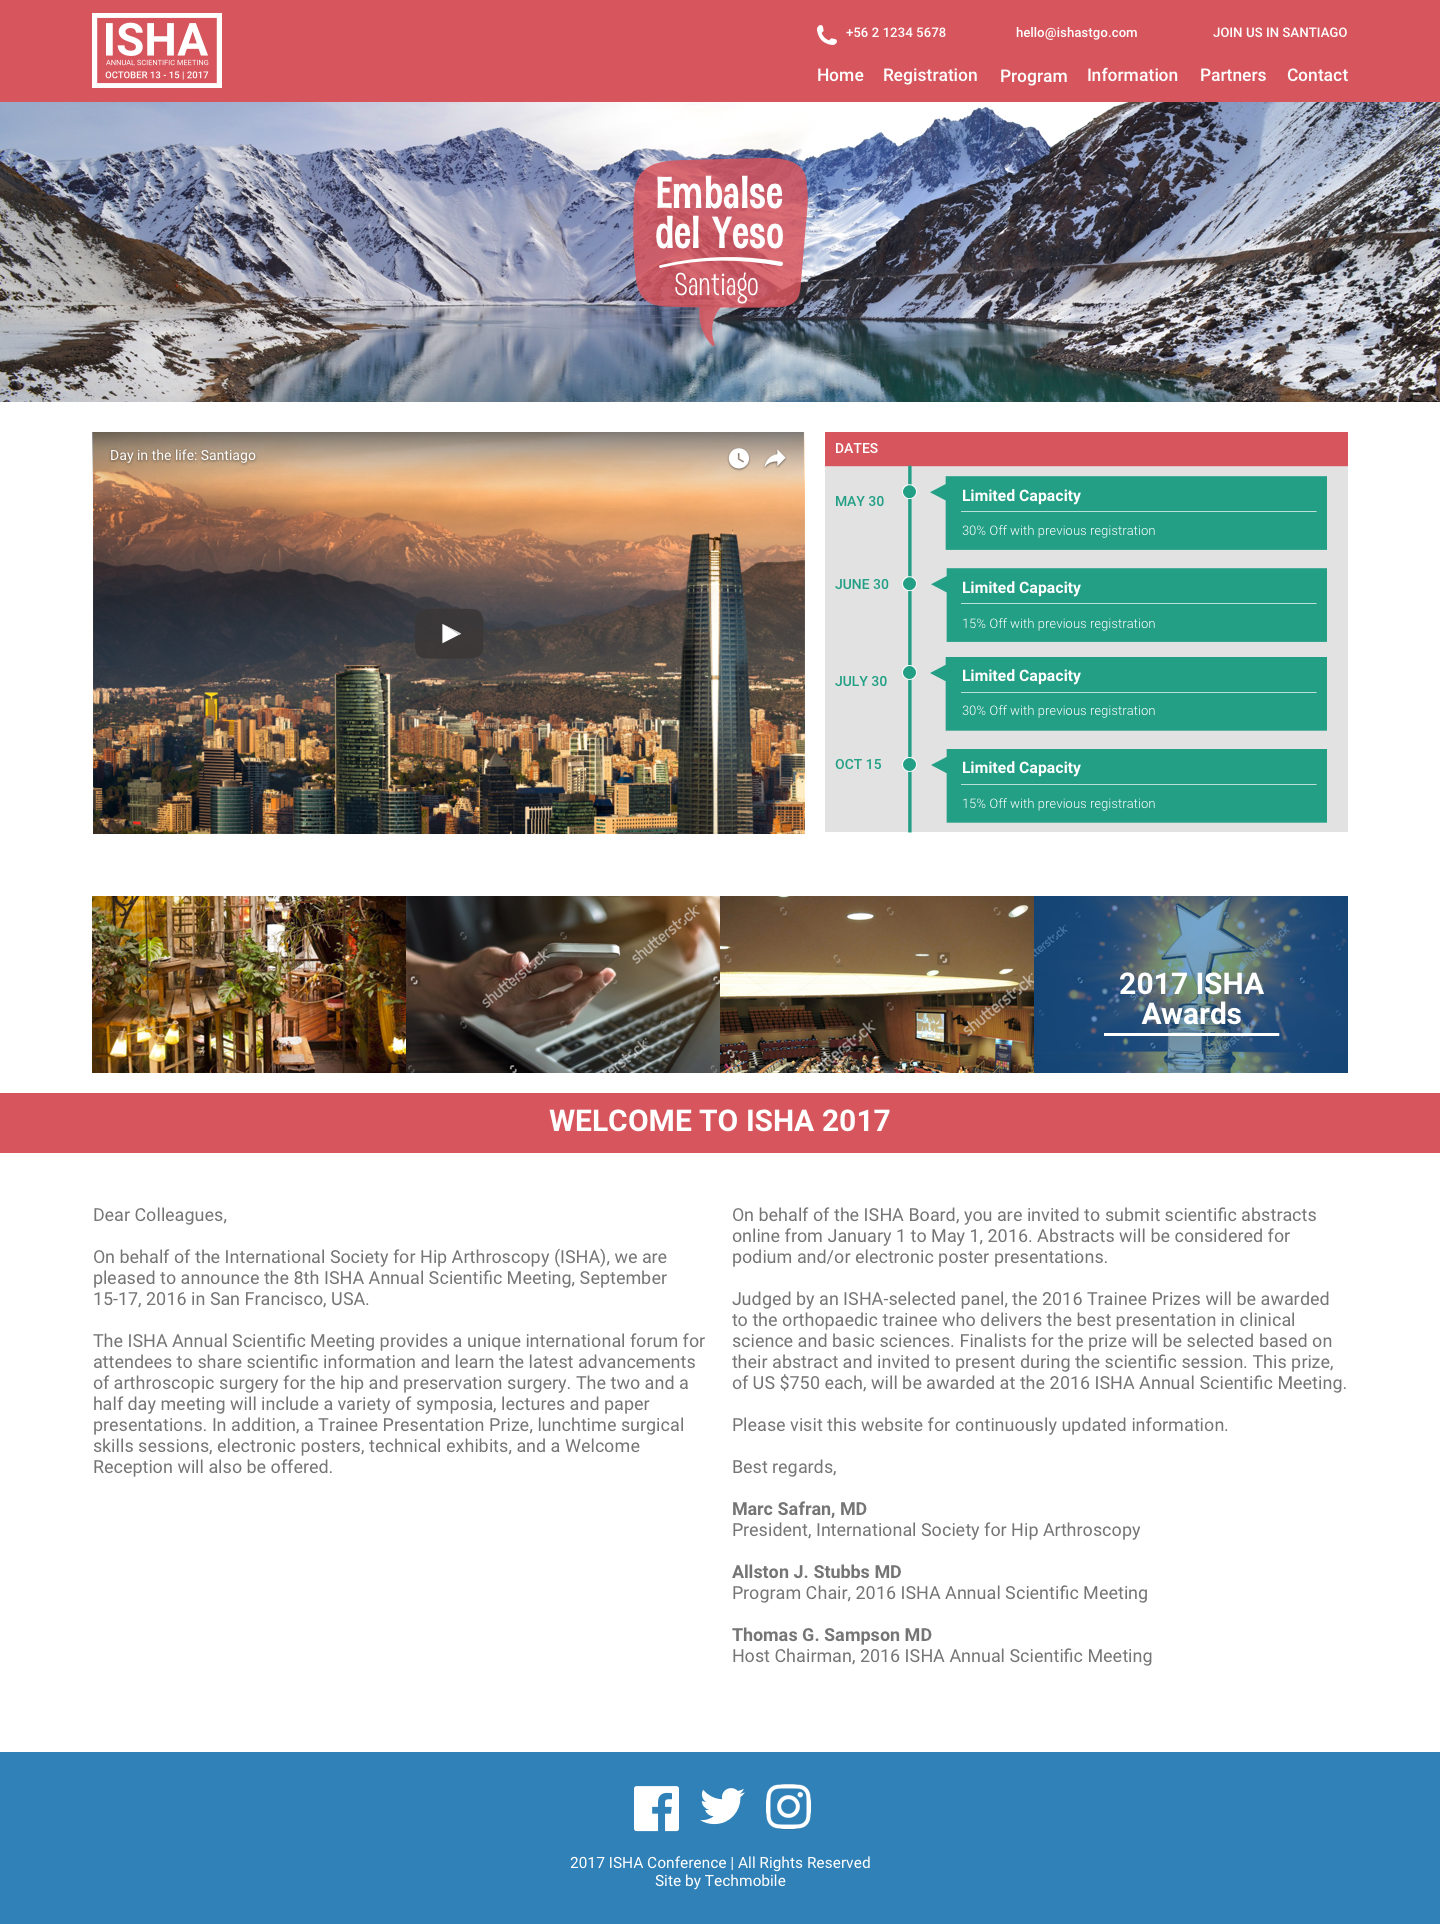 ISHA
ANNUAL SCIENTIFIC MEETING
OCTOBER 13 - 15 | 2017
+56 2 1234 5678
hello@ishastgo.com
JOIN US IN SANTIAGO
Home
Registration
Program
Information
Partners
Contact
Embalse
del Yeso
Santiago
Day in the life: Santiago
DATES
MAY 30
Limited Capacity
30% Off with previous registration
JUNE 30
Limited Capacity
15% Off with previous registration
JULY 30
Limited Capacity
30% Off with previous registration
OCT 15
Limited Capacity
15% Off with previous registration
shutterstock
shutterstock
shutterstock
shutterstock
2017 ISHA
Awards
WELCOME TO ISHA 2017
Dear Colleagues,
On behalf of the International Society for Hip Arthroscopy (ISHA), we are
pleased to announce the 8th ISHA Annual Scientific Meeting, September
15-17, 2016 in San Francisco, USA.
The ISHA Annual Scientific Meeting provides a unique international forum for
attendees to share scientific information and learn the latest advancements
of arthroscopic surgery for the hip and preservation surgery. The two and a
half day meeting will include a variety of symposia, lectures and paper
presentations. In addition, a Trainee Presentation Prize, lunchtime surgical
skills sessions, electronic posters, technical exhibits, and a Welcome
Reception will also be offered.
On behalf of the ISHA Board, you are invited to submit scientific abstracts
online from January 1 to May 1, 2016. Abstracts will be considered for
podium and/or electronic poster presentations.
Judged by an ISHA-selected panel, the 2016 Trainee Prizes will be awarded
to the orthopaedic trainee who delivers the best presentation in clinical
science and basic sciences. Finalists for the prize will be selected based on
their abstract and invited to present during the scientific session. This prize,
of US $750 each, will be awarded at the 2016 ISHA Annual Scientific Meeting.
Please visit this website for continuously updated information.
Best regards,
Marc Safran, MD
President, International Society for Hip Arthroscopy
Allston J. Stubbs MD
Program Chair, 2016 ISHA Annual Scientific Meeting
Thomas G. Sampson MD
Host Chairman, 2016 ISHA Annual Scientific Meeting
2017 ISHA Conference | All Rights Reserved
Site by Techmobile